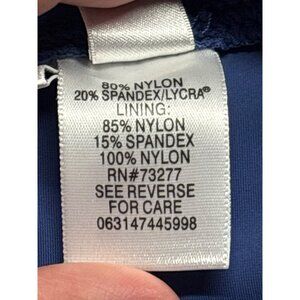 80% NYLON
20% SPANDEX/LYCRA®
LINING:
85% NYLON
15% SPANDEX
100% NYLON
RN#73277
SEE REVERSE
FOR CARE
063147445998